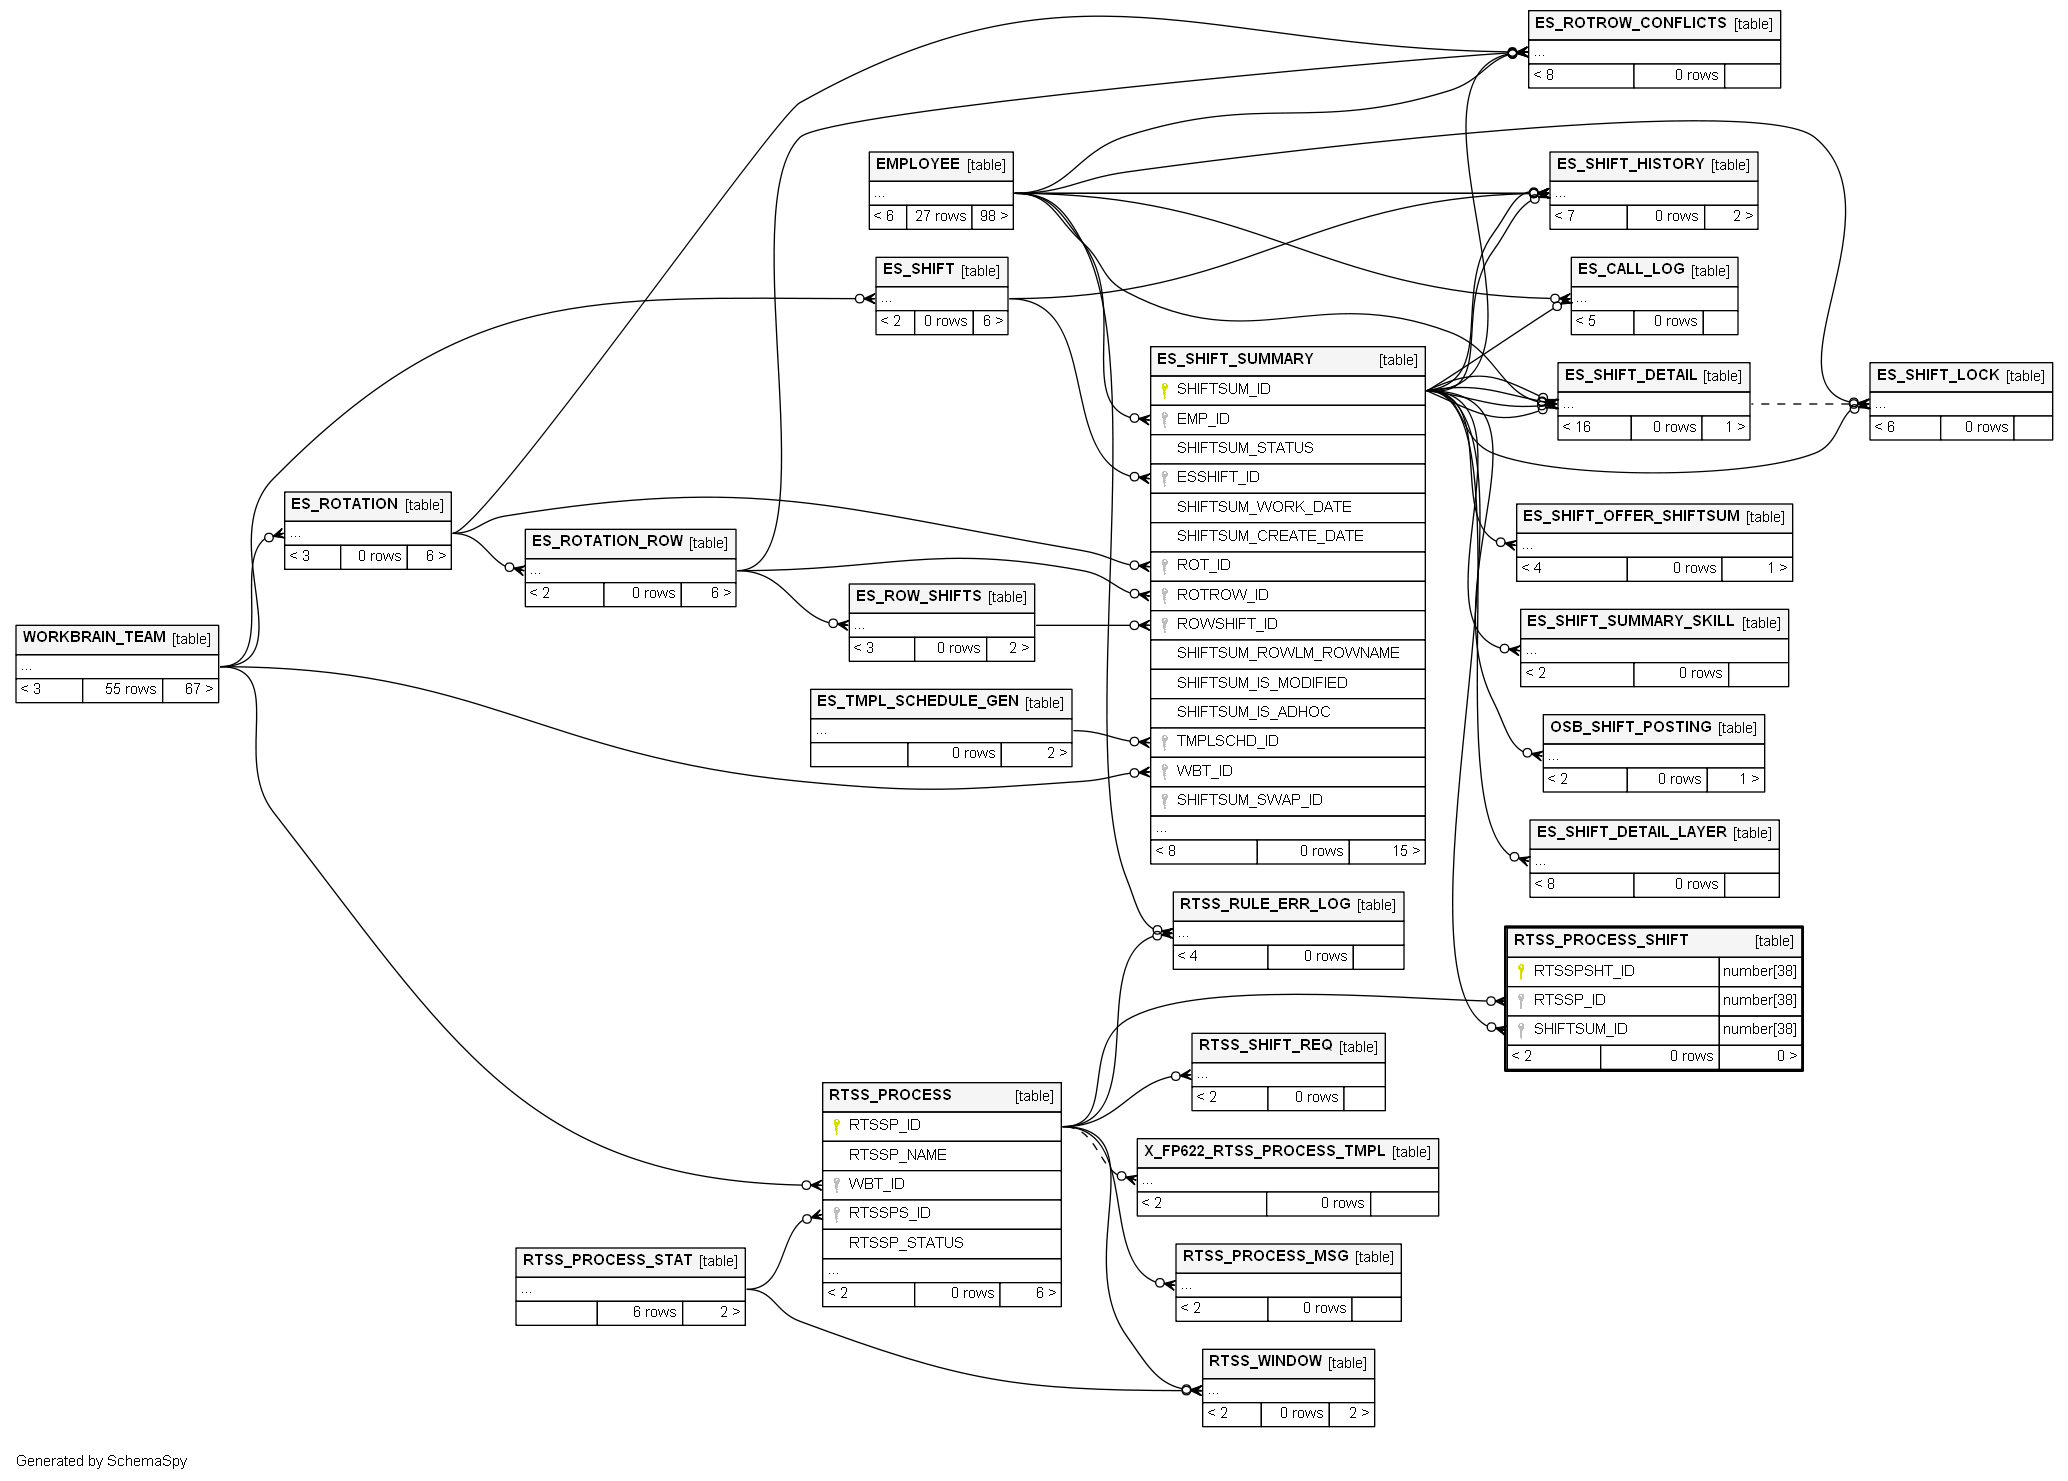 ES_ROTROW_CONFLICTS [table]
...
< 8 0 rows
EMPLOYEE [table]
...
< 6 27 rows 98 >
ES_SHIFT_HISTORY [table]
...
< 7 0 rows 2 >
ES_SHIFT [table]
...
< 2 0 rows 6 >
ES_CALL_LOG [table]
...
< 5 0 rows
ES_SHIFT_SUMMARY [table]
SHIFTSUM_ID
EMP_ID
SHIFTSUM_STATUS
ESSHIFT_ID
SHIFTSUM_WORK_DATE
SHIFTSUM_CREATE_DATE
ROT_ID
ROTROW_ID
ROWSHIFT_ID
SHIFTSUM_ROWLM_ROWNAME
SHIFTSUM_IS_MODIFIED
SHIFTSUM_IS_ADHOC
TMPLSCHD_ID
WBT_ID
SHIFTSUM_SWAP_ID
...
< 8 0 rows 15 >
ES_SHIFT_DETAIL [table]
...
< 16 0 rows 1 >
ES_SHIFT_LOCK [table]
...
< 6 0 rows
ES_ROTATION [table]
...
< 3 0 rows 6 >
ES_ROTATION_ROW [table]
...
< 2 0 rows 6 >
ES_ROW_SHIFTS [table]
...
< 3 0 rows 2 >
WORKBRAIN_TEAM [table]
...
< 3 55 rows 67 >
ES_TMPL_SCHEDULE_GEN [table]
...
0 rows 2 >
ES_SHIFT_OFFER_SHIFTSUM [table]
...
< 4 0 rows 1 >
ES_SHIFT_SUMMARY_SKILL [table]
...
< 2 0 rows
OSB_SHIFT_POSTING [table]
...
< 2 0 rows 1 >
ES_SHIFT_DETAIL_LAYER [table]
...
< 8 0 rows
RTSS_RULE_ERR_LOG [table]
...
< 4 0 rows
RTSS_PROCESS_SHIFT [table]
RTSSPSHT_ID number[38]
RTSSP_ID number[38]
SHIFTSUM_ID number[38]
< 2 0 rows 0 >
RTSS_SHIFT_REQ [table]
...
< 2 0 rows
RTSS_PROCESS [table]
RTSSP_ID
RTSSP_NAME
WBT_ID
RTSSPS_ID
RTSSP_STATUS
...
< 2 0 rows 6 >
X_FP622_RTSS_PROCESS_TMPL [table]
...
< 2 0 rows
RTSS_PROCESS_STAT [table]
...
6 rows 2 >
RTSS_PROCESS_MSG [table]
...
< 2 0 rows
RTSS_WINDOW [table]
...
< 2 0 rows 2 >
Generated by SchemaSpy